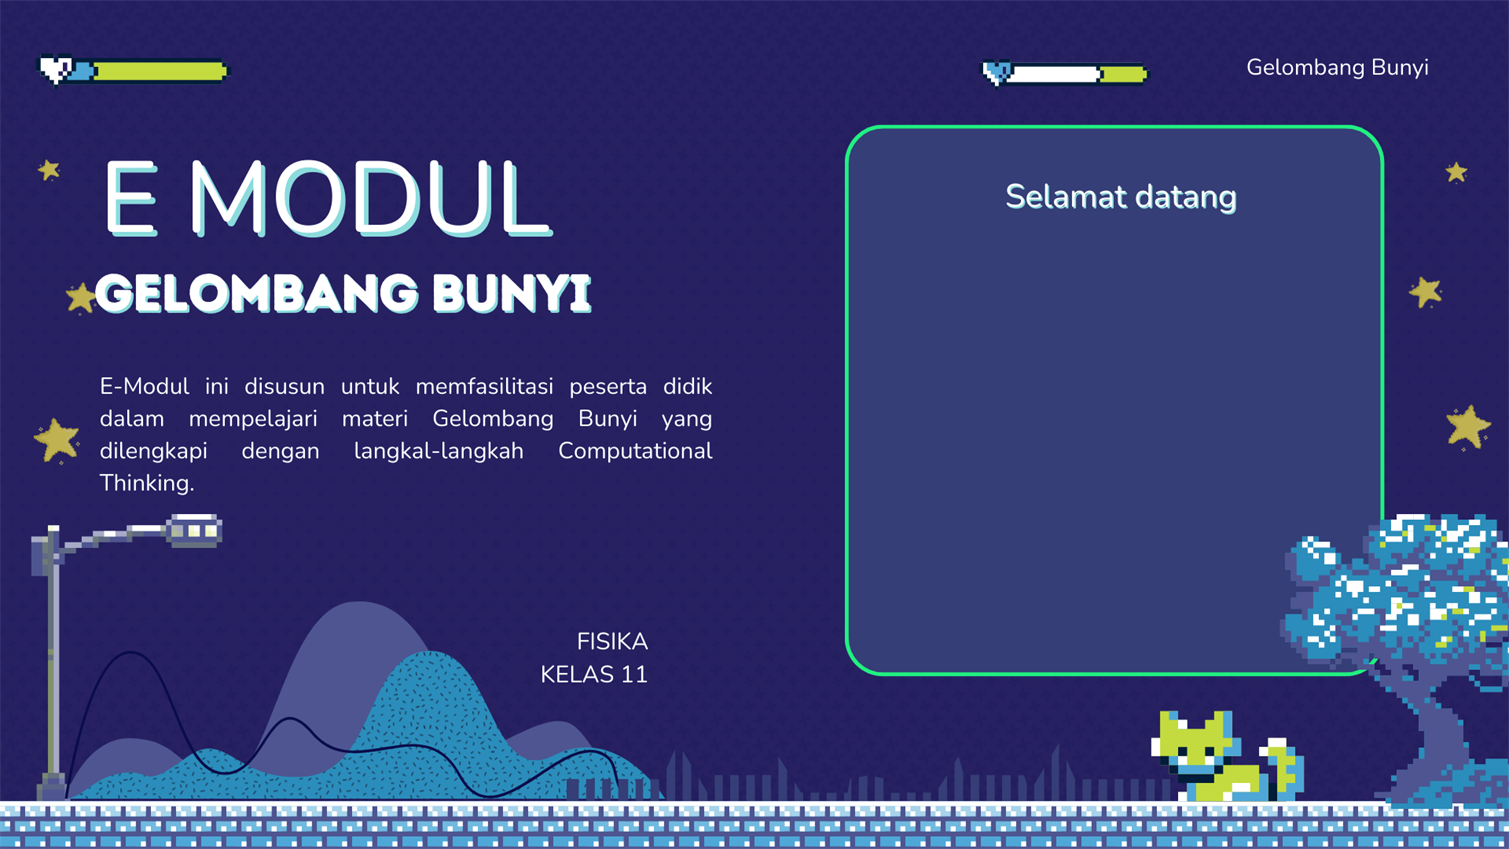 Gelombang Bunyi
E MODUL
GELOMBANG BUNYI
E-Modul ini disusun untuk memfasilitasi peserta didik
dalam mempelajari materi Gelombang Bunyi yang
dilengkapi dengan langkal-langkah Computational
Thinking.
FISIKA
KELAS 11
Selamat datang